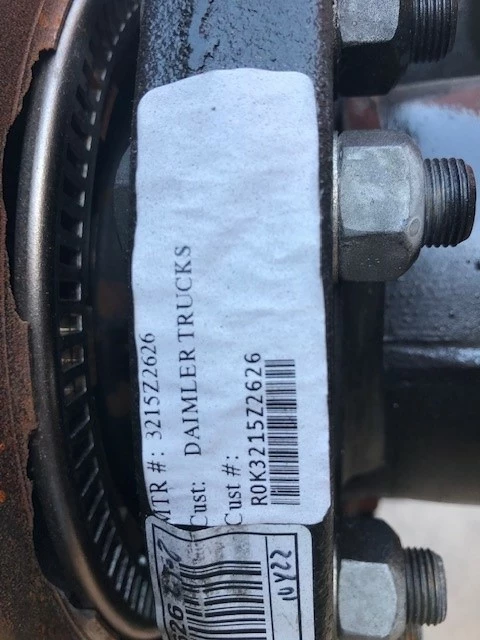 MTR #: 3215Z2626
Cust: DAIMLER TRUCKS
Cust #:
R0K3215Z2626